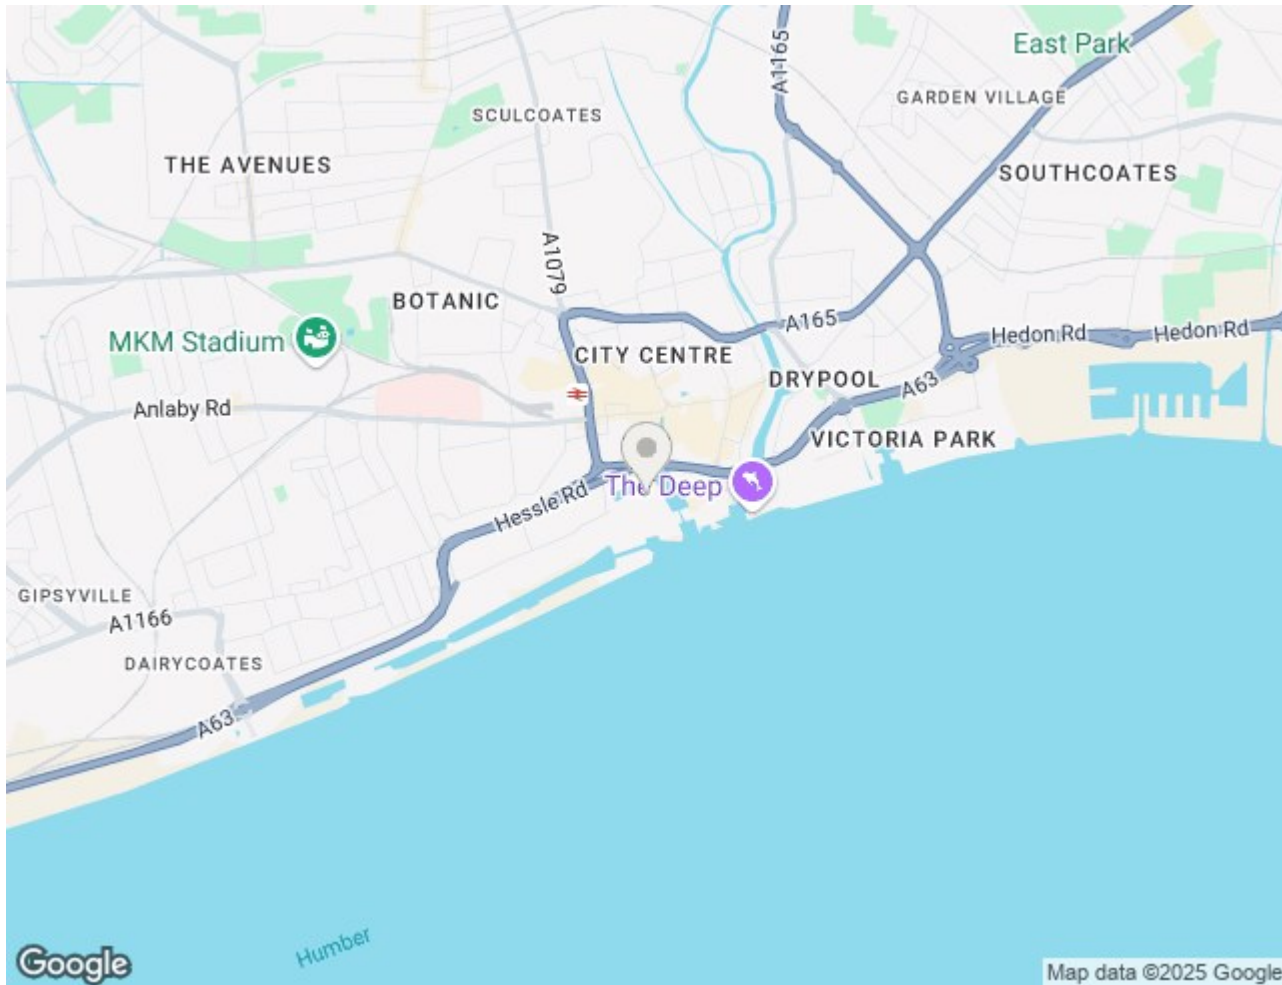 East Park
A1165
GARDEN VILLAGE
SCULCOATES
THE AVENUES
SOUTHCOATES
A1079
BOTANIC
A165
Hedon Rd
Hedon Rd
MKM Stadium
CITY CENTRE
DRYPOOL
A63
Anlaby Rd
VICTORIA PARK
The Deep
Hessle Rd
GIPSYVILLE
A1166
DAIRYCOATES
A63
Humber
Google
Map data ©2025 Google